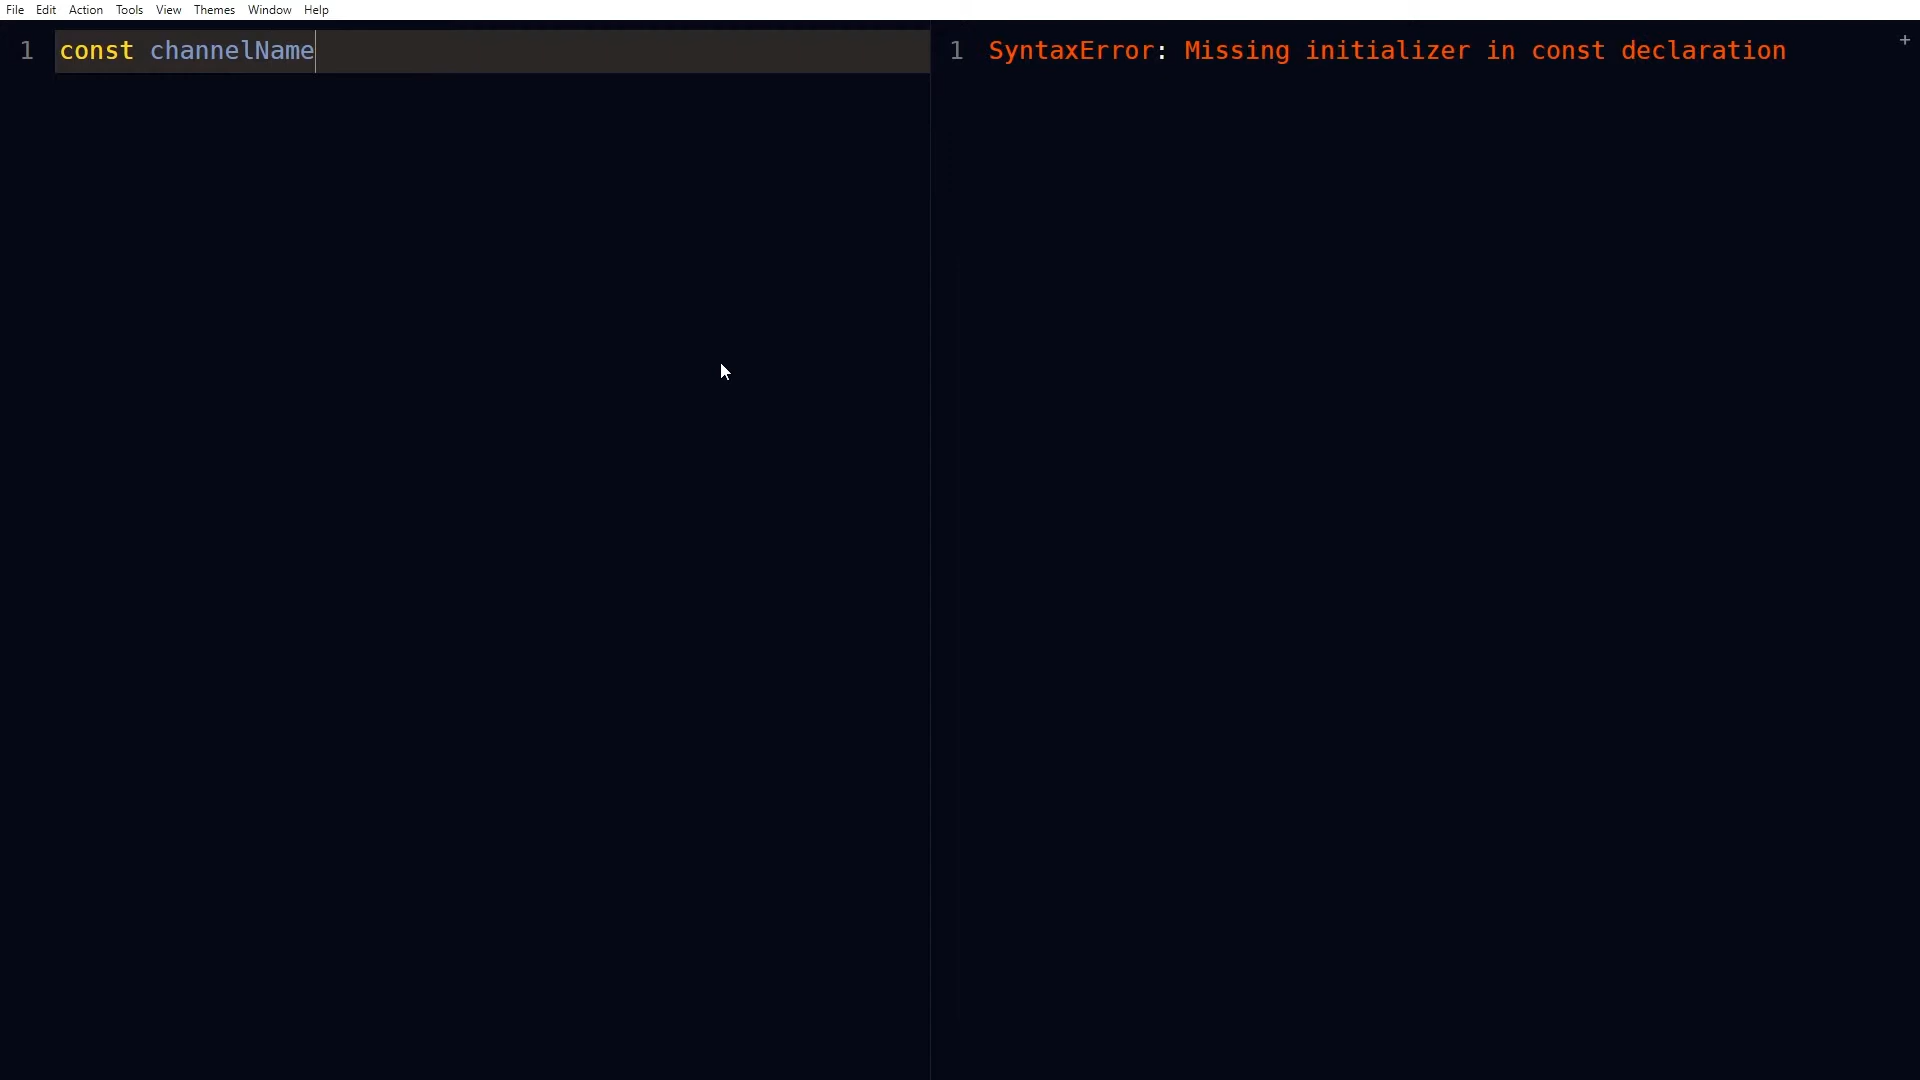 File Edit Action Tools View Themes Window Help
1 const channelName
1 SyntaxError: Missing initializer in const declaration
+